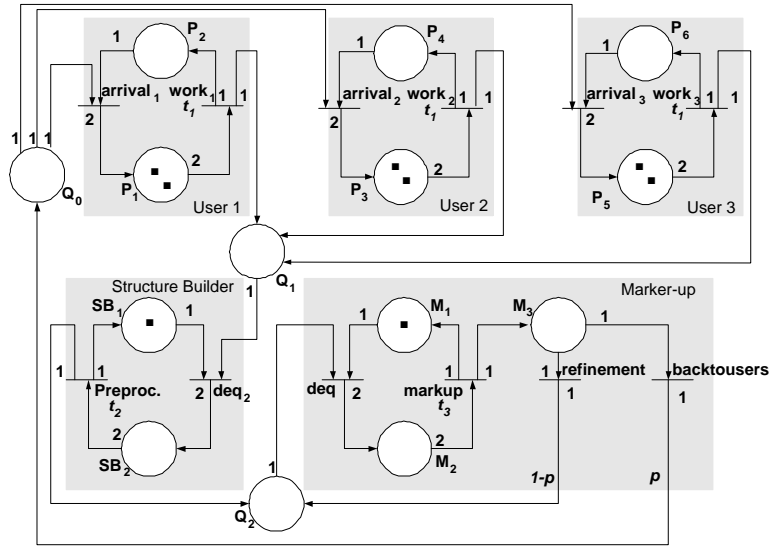 P2 P4 P6
1 1 1
arrival1 work1 arrival2 work2 arrival3 work3
t1 1 1 t1 1 1 t1 1 1
2 2 2
1 1 1
2 2 2
Q0 P1 P3 P5
User 1 User 2 User 3
Q1
1
Structure Builder Marker-up
SB1 M1 M3
1 1 1
1 1 Preproc. 2 deq2 deq 2 markup 1 1 1 refinement backtousers
t2 t3 1 1
2 2
SB2 M2
1 1-p p
Q2